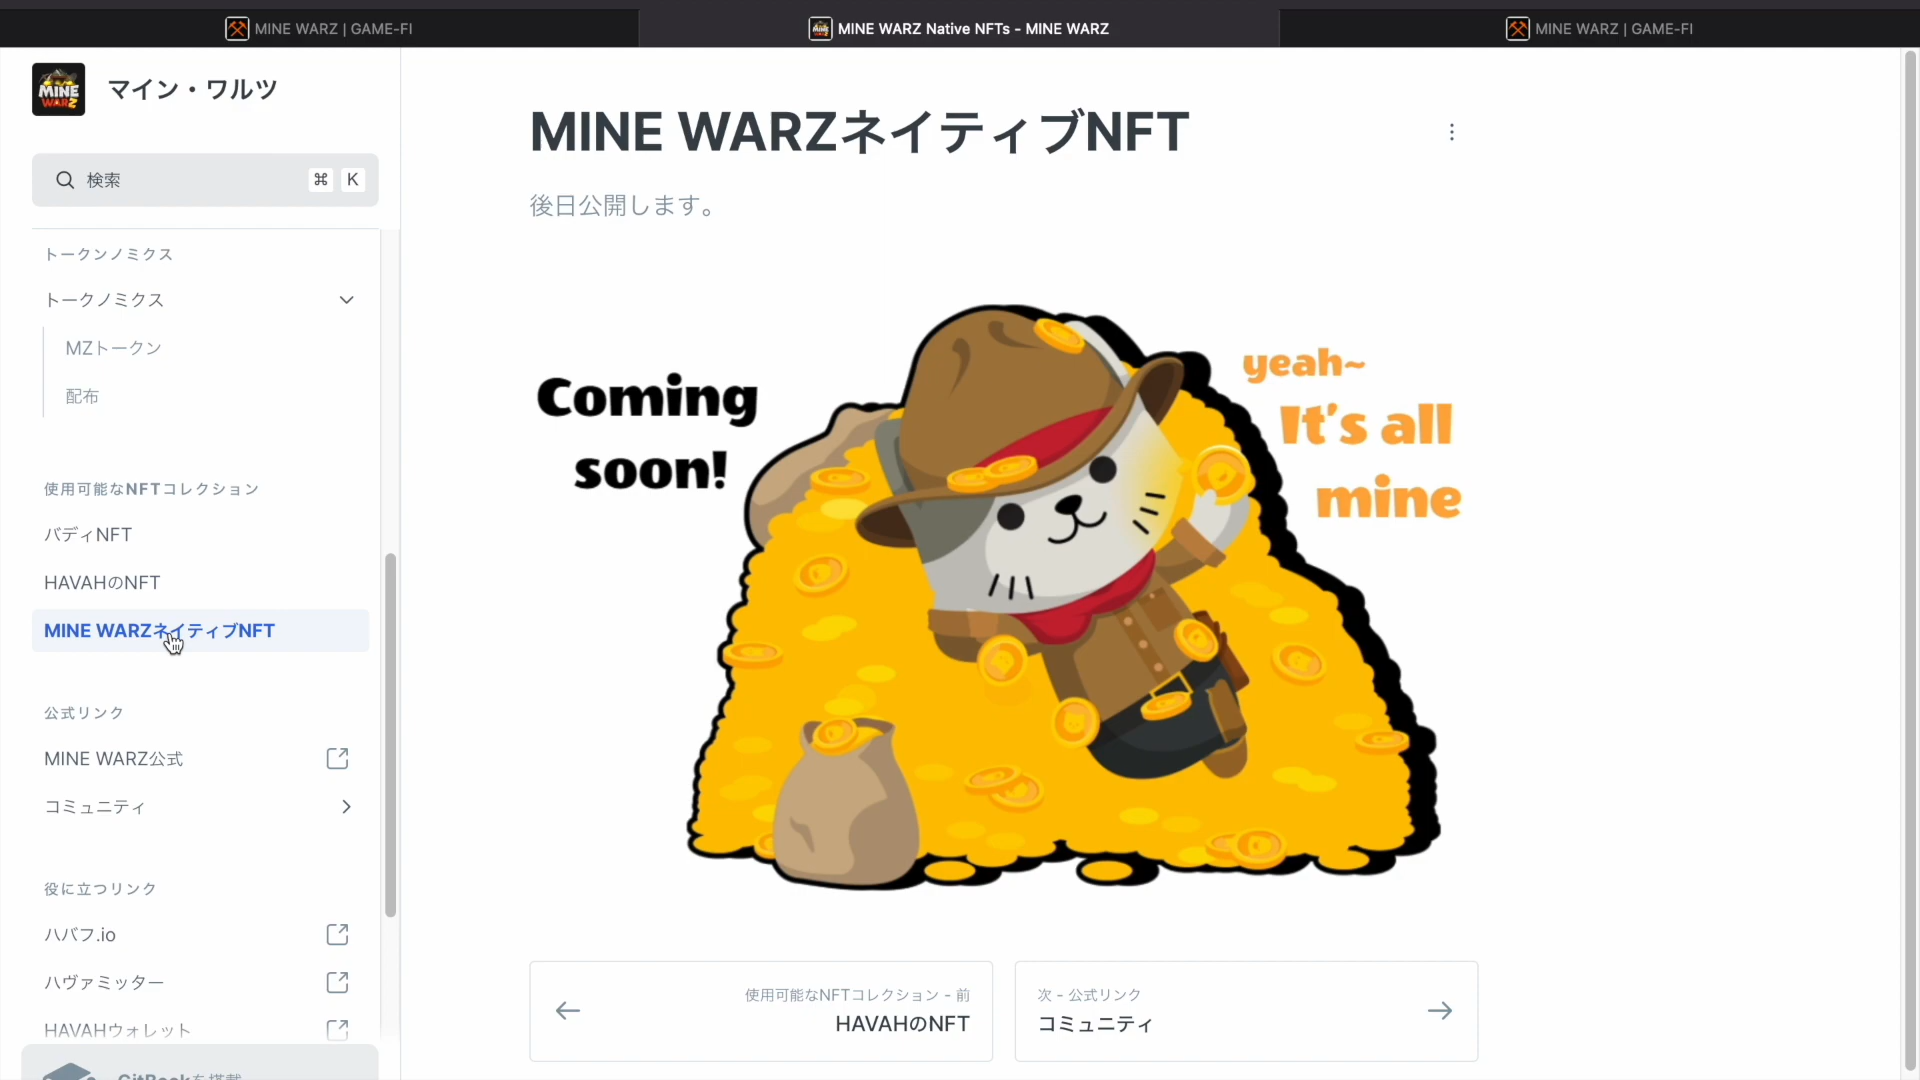 MINE WARZ | GAME-FI
MINE WARZ Native NFTs - MINE WARZ
MINE WARZ | GAME-FI
MINE WARZ
マイン・ワルツ
検索
⌘ K
トークンノミクス
トークノミクス
MZトークン
配布
使用可能なNFTコレクション
バディNFT
HAVAHのNFT
MINE WARZネイティブNFT
公式リンク
MINE WARZ公式
コミュニティ
役に立つリンク
ハバフ.io
ハヴァミッター
HAVAHウォレット
GitBookを搭載
MINE WARZネイティブNFT
後日公開します。
Coming
soon!
yeah~
It's all
mine
使用可能なNFTコレクション - 前
HAVAHのNFT
次 - 公式リンク
コミュニティ